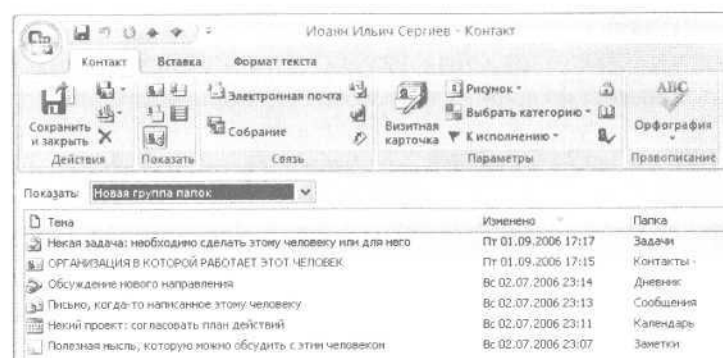 Иоанн Ильич Сергиев - Контакт
Контакт Вставка Формат текста
Сохранить и закрыть
Электронная почта
Собрание
Визитная карточка
Рисунок
Выбрать категорию
К исполнению
ABC
Орфография
Действия Показать Связь Параметры Правописание
Показать: Новая группа папок
Тема Изменено Папка
Некая задача: необходимо сделать этому человеку или для него Пт 01.09.2006 17:17 Задачи
ОРГАНИЗАЦИЯ В КОТОРОЙ РАБОТАЕТ ЭТОТ ЧЕЛОВЕК Пт 01.09.2006 17:15 Контакты -
Обсуждение нового направления Вс 02.07.2006 23:14 Дневник
Письмо, когда-то написанное этому человеку Вс 02.07.2006 23:13 Сообщения
Некий проект: согласовать план действий Вс 02.07.2006 23:11 Календарь
Полезная мысль, которую можно обсудить с этим человеком Вс 02.07.2006 23:07 Заметки